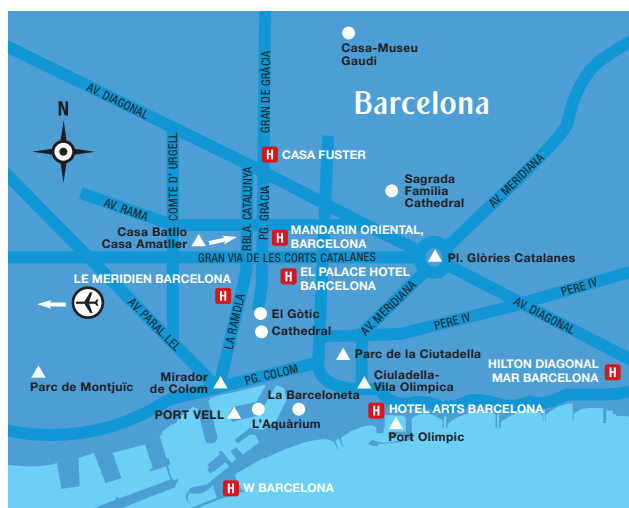 Casa-Museu
Gaudi
AV. DIAGONAL
GRAN DE GRÀCIA
Barcelona
N
H CASA FUSTER
COMTE D' URGELL
RBLA. CATALUNYA
PG. GRÀCIA
Sagrada
Familia
Cathedral
AV. MERIDIANA
AV. RAMA
Casa Batllo
Casa Amatller
H MANDARIN ORIENTAL,
BARCELONA
GRAN VIA DE LES CORTS CATALANES
Pl. Glòries Catalanes
LE MERIDIEN BARCELONA
H
H EL PALACE HOTEL
BARCELONA
AV. PARAL.LEL
LA RAMDLA
El Gòtic
Cathedral
AV. MERIDIANA
PERE IV
PÈRE IV
AV. DIAGONAL
Parc de la Ciutadella
Parc de Montjuïc
Mirador
de Colom
PG. COLOM
Ciuladella-
Vila Olimpica
HILTON DIAGONAL
MAR BARCELONA H
La Barceloneta
PORT VELL
L'Aquàrium
H HOTEL ARTS BARCELONA
Port Olimpic
H W BARCELONA